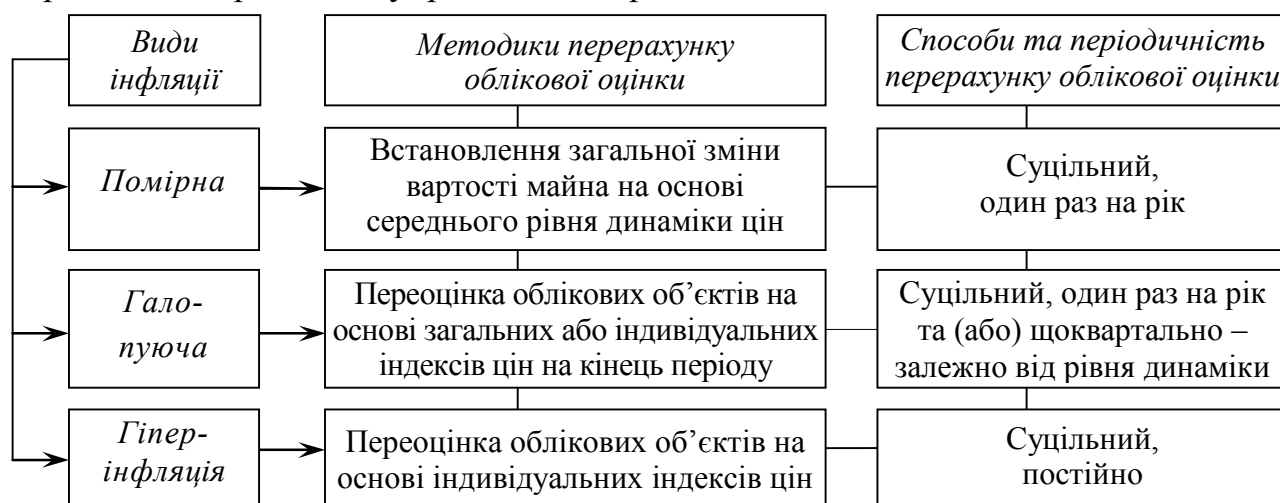 Види
інфляції
Методики перерахунку
облікової оцінки
Способи та періодичність
перерахунку облікової оцінки
Помірна
Встановлення загальної зміни
вартості майна на основі
середнього рівня динаміки цін
Суцільний,
один раз на рік
Гало-
пуюча
Переоцінка облікових об’єктів на
основі загальних або індивідуальних
індексів цін на кінець періоду
Суцільний, один раз на рік
та (або) щоквартально –
залежно від рівня динаміки
Гіпер-
інфляція
Переоцінка облікових об’єктів на
основі індивідуальних індексів цін
Суцільний,
постійно